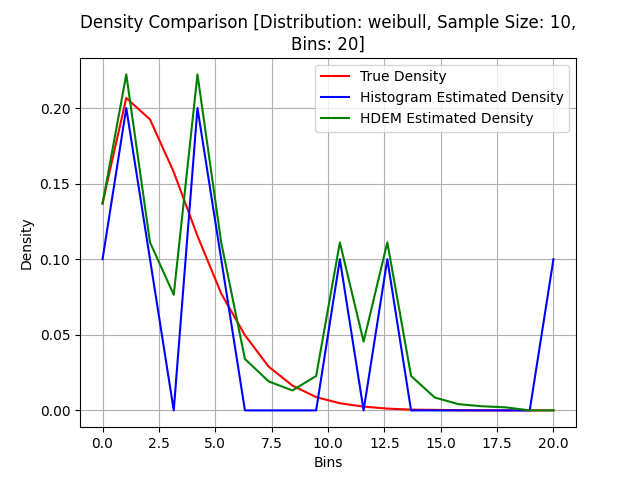 Density Comparison [Distribution: weibull, Sample Size: 10,
Bins: 20]
True Density
Histogram Estimated Density
HDEM Estimated Density
Density
0.20
0.15
0.10
0.05
0.00
0.0 2.5 5.0 7.5 10.0 12.5 15.0 17.5 20.0
Bins